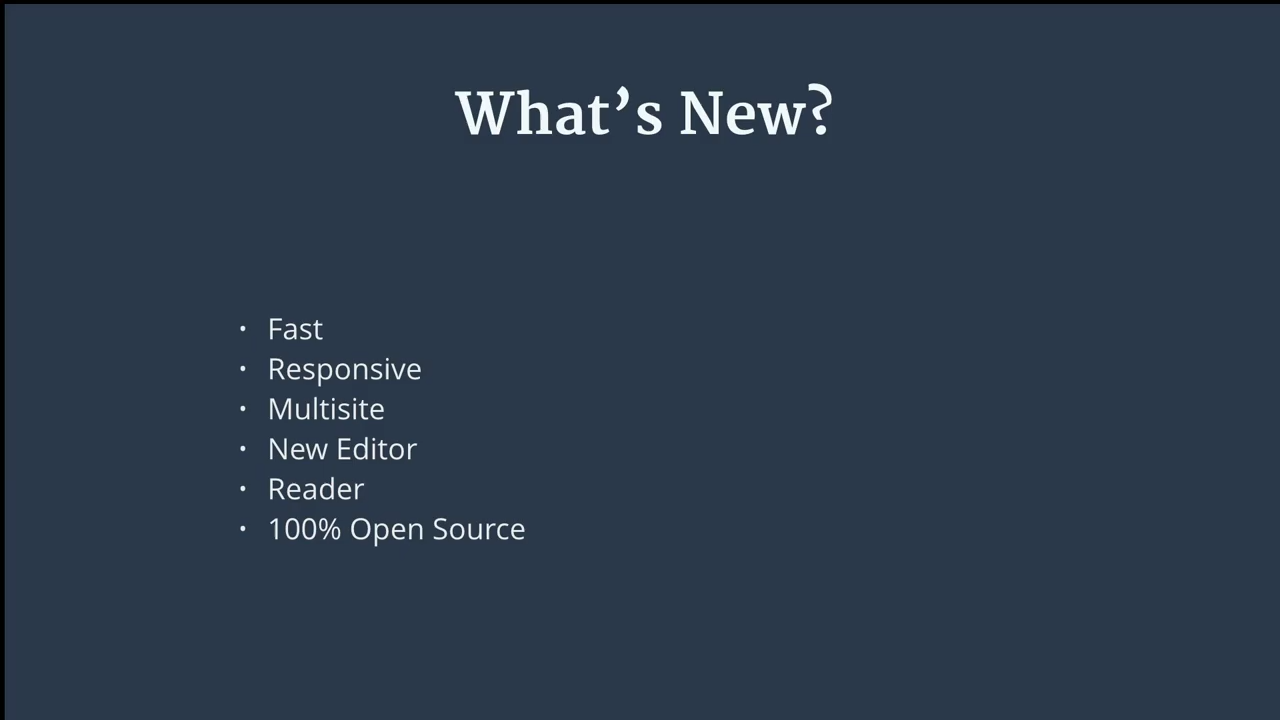 What’s New?
• Fast
• Responsive
• Multisite
• New Editor
• Reader
• 100% Open Source